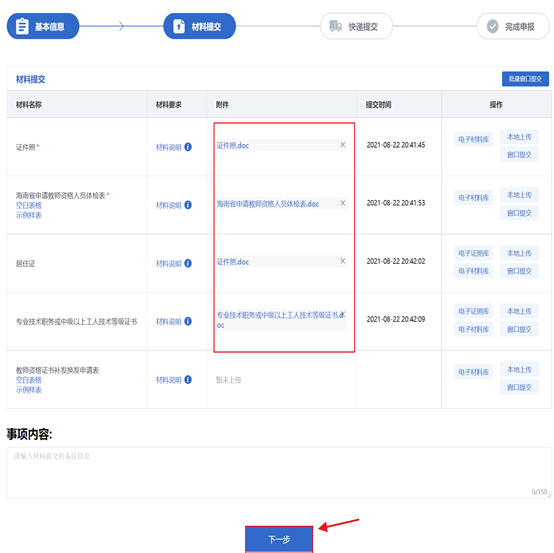 基本信息
材料提交
快递提交
完成申报
材料提交
批量窗口提交
材料名称 材料要求 附件 提交时间 操作
证件照 * 材料说明 证件照.doc X 2021-08-22 20:41:45 电子材料库 本地上传
窗口提交
海南省申请教师资格人员体检表 *
空白表格
示例样表
材料说明 海南省申请教师资格人员体检表.doc X 2021-08-22 20:41:53 电子材料库 本地上传
窗口提交
居住证 材料说明 证件照.doc X 2021-08-22 20:42:02 电子证照库 本地上传
电子材料库 窗口提交
专业技术职务或中级以上工人技术等级证书 材料说明 专业技术职务或中级以上工人技术等级证书.d X
oc
2021-08-22 20:42:09 电子证照库 本地上传
电子材料库 窗口提交
教师资格证书补发换发申请表
空白表格
示例样表
材料说明 暂未上传 电子材料库 本地上传
窗口提交
事项内容:
请输入材料提交的备注信息
0/150
下一步